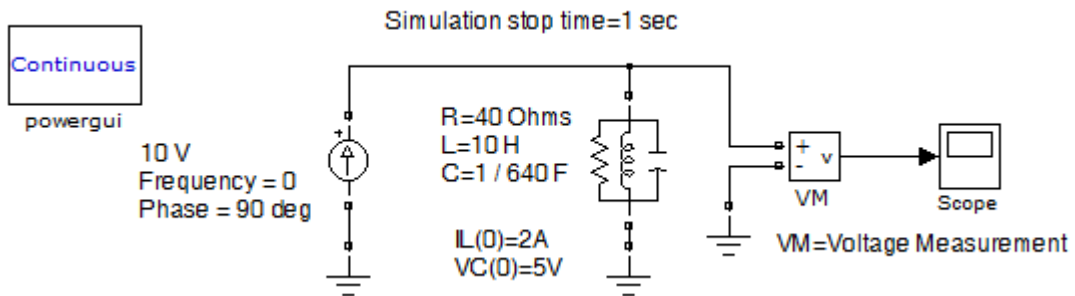 Simulation stop time=1 sec
Continuous
powergui
10 V
Frequency = 0
Phase = 90 deg
+
R=40 Ohms
L=10 H
C=1 / 640 F
IL(0)=2A
VC(0)=5V
+
-
v
VM
Scope
VM=Voltage Measurement